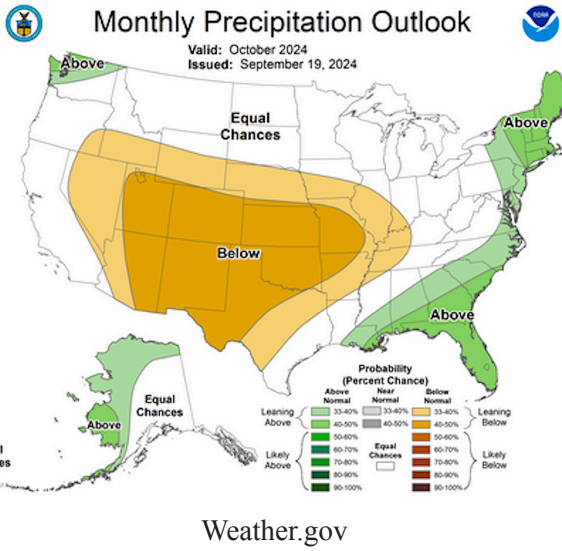 Monthly Precipitation Outlook
NOAA
Valid: October 2024
Issued: September 19, 2024
Above
Equal
Chances
Above
Below
Above
Equal
Chances
Above
Probability
(Percent Chance)
Above
Normal
Near
Normal
Below
Normal
Leaning
Above
33-40%
33-40%
33-40%
Leaning
Below
40-50%
40-50%
40-50%
Likely
Above
50-60%
50-60%
Likely
Below
60-70%
60-70%
70-80%
70-80%
80-90%
80-90%
90-100%
90-100%
Equal
Chances
l
es
Weather.gov